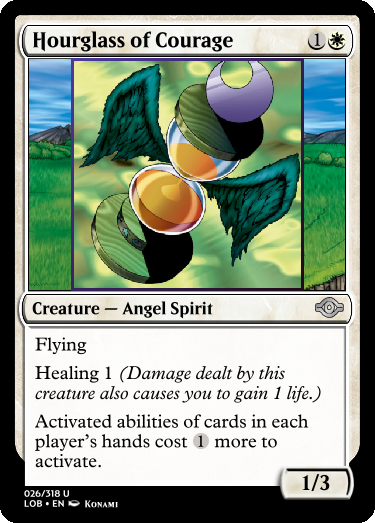 Hourglass of Courage 1
Creature — Angel Spirit
Flying
Healing 1 (Damage dealt by this
creature also causes you to gain 1 life.)
Activated abilities of cards in each
player's hands cost 1 more to
activate.
1/3
026/318 U
LOB • EN Konami